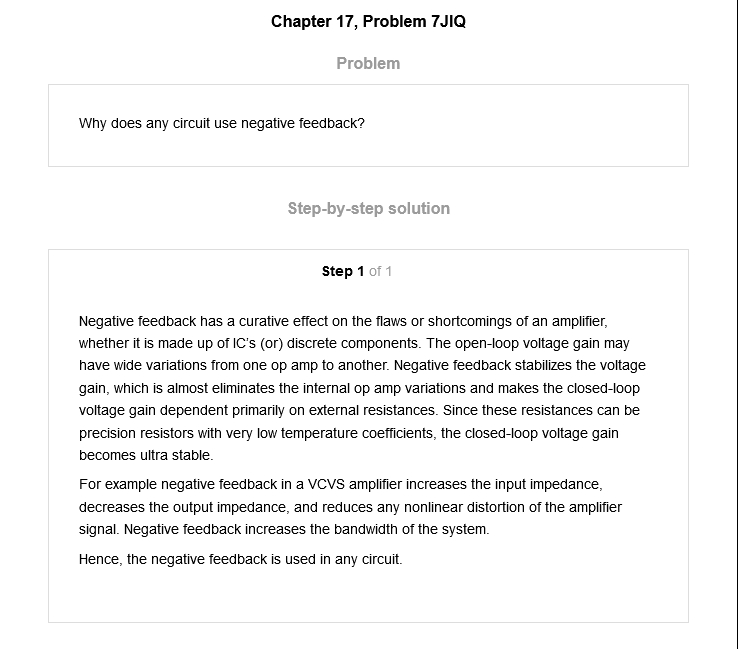 Chapter 17, Problem 7JIQ
Problem
Why does any circuit use negative feedback?
Step-by-step solution
Step 1 of 1
Negative feedback has a curative effect on the flaws or shortcomings of an amplifier,
whether it is made up of IC's (or) discrete components. The open-loop voltage gain may
have wide variations from one op amp to another. Negative feedback stabilizes the voltage
gain, which is almost eliminates the internal op amp variations and makes the closed-loop
voltage gain dependent primarily on external resistances. Since these resistances can be
precision resistors with very low temperature coefficients, the closed-loop voltage gain
becomes ultra stable.
For example negative feedback in a VCVS amplifier increases the input impedance,
decreases the output impedance, and reduces any nonlinear distortion of the amplifier
signal. Negative feedback increases the bandwidth of the system.
Hence, the negative feedback is used in any circuit.